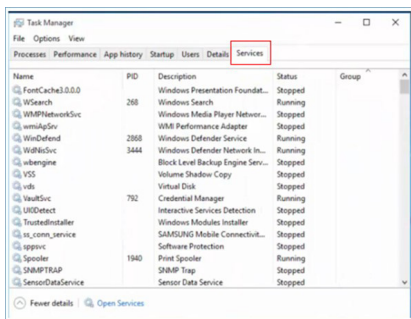 Task Manager
File Options View
Processes Performance App history Startup Users Details Services
Name PID Description Status Group
FontCache3.0.0.0 Windows Presentation Foundat... Stopped
WSearch 268 Windows Search Running
WMPNetworkSvc Windows Media Player Networ... Stopped
wmiApSrv WMI Performance Adapter Stopped
WinDefend 2868 Windows Defender Service Running
WdNisSvc 3444 Windows Defender Network In... Running
wbengine Block Level Backup Engine Serv... Stopped
VSS Volume Shadow Copy Stopped
vds Virtual Disk Stopped
VaultSvc 792 Credential Manager Running
UI0Detect Interactive Services Detection Stopped
TrustedInstaller Windows Modules Installer Stopped
ss_conn_service SAMSUNG Mobile Connectivit... Stopped
sppsvc Software Protection Stopped
Spooler 1940 Print Spooler Running
SNMPTRAP SNMP Trap Stopped
SensorDataService Sensor Data Service Stopped
Fewer details Open Services